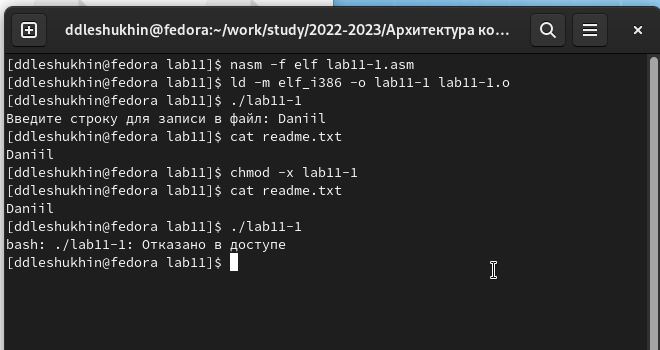 ddleshukhin@fedora:~/work/study/2022-2023/Архитектура ко...
[ddleshukhin@fedora lab11]$ nasm -f elf lab11-1.asm
[ddleshukhin@fedora lab11]$ ld -m elf_i386 -o lab11-1 lab11-1.o
[ddleshukhin@fedora lab11]$ ./lab11-1
Введите строку для записи в файл: Daniil
[ddleshukhin@fedora lab11]$ cat readme.txt
Daniil
[ddleshukhin@fedora lab11]$ chmod -x lab11-1
[ddleshukhin@fedora lab11]$ cat readme.txt
Daniil
[ddleshukhin@fedora lab11]$ ./lab11-1
bash: ./lab11-1: Отказано в доступе
[ddleshukhin@fedora lab11]$